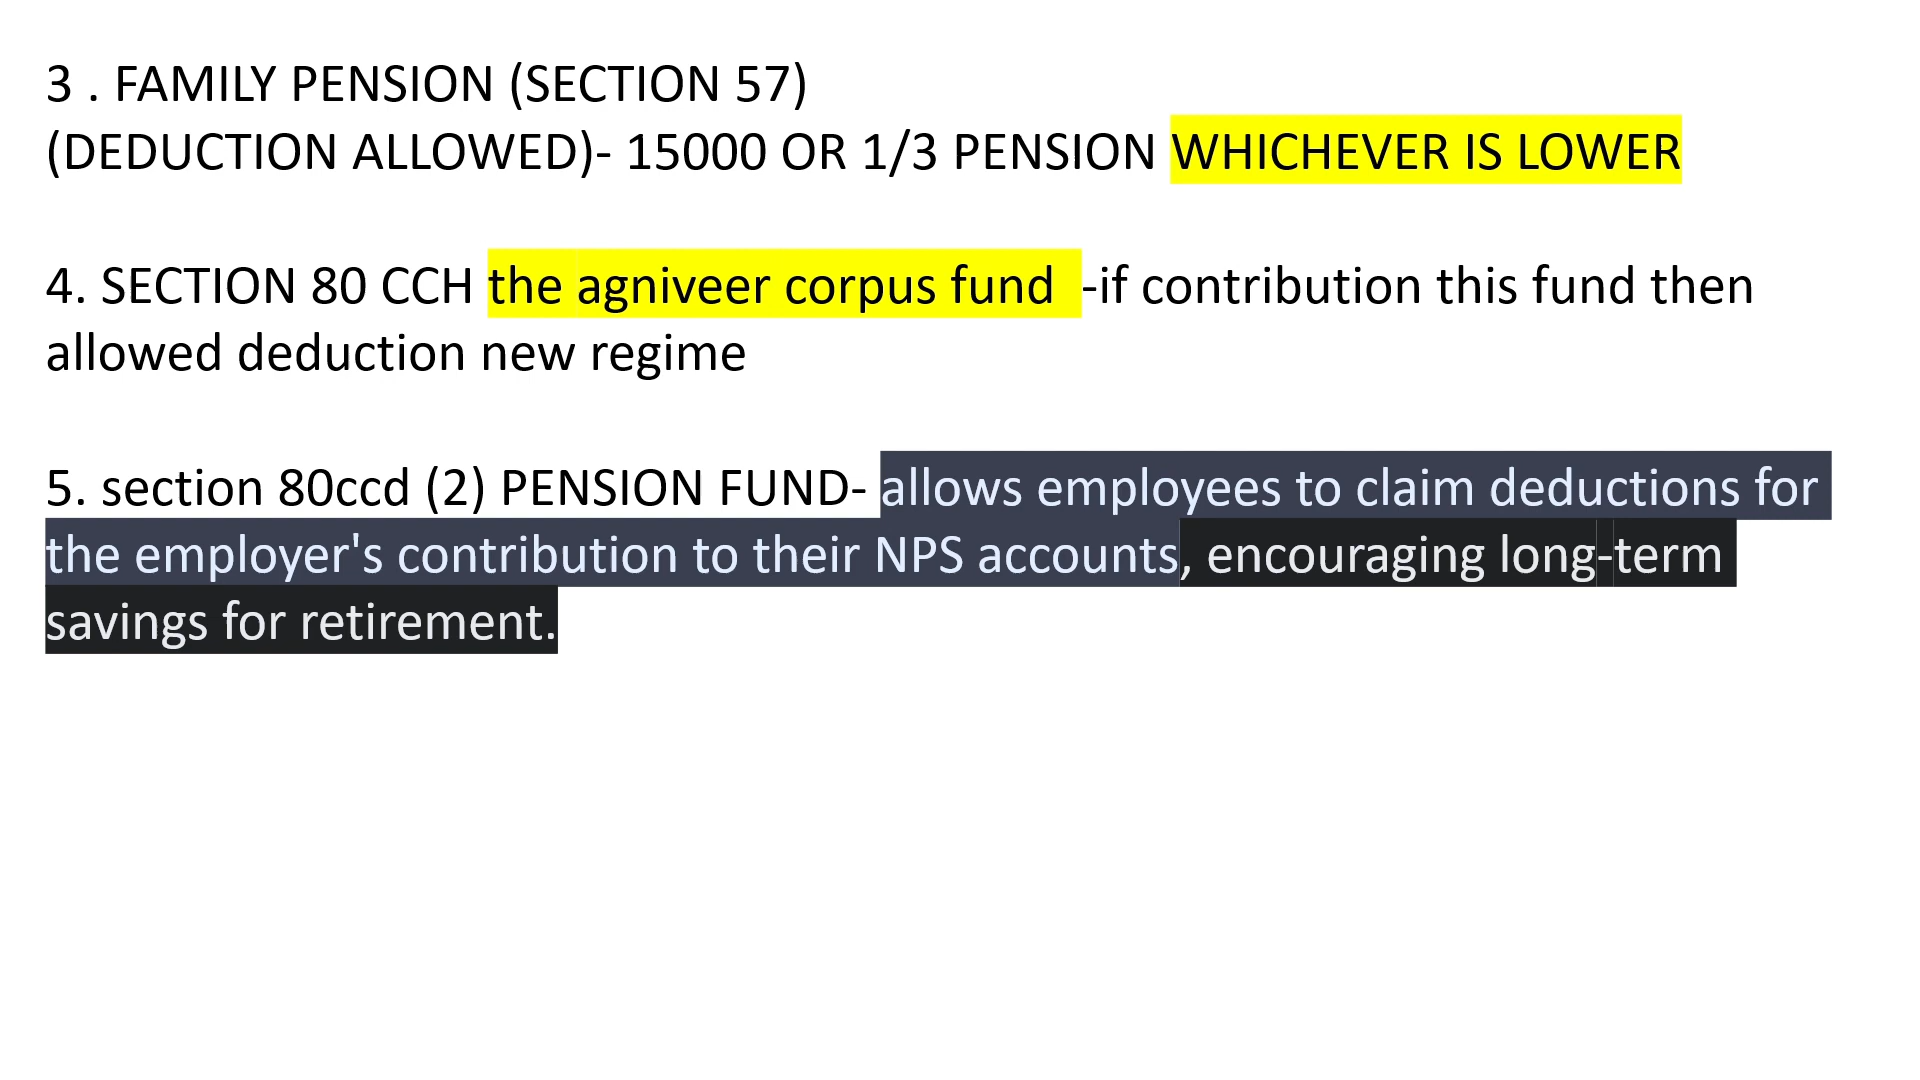 3 . FAMILY PENSION (SECTION 57)
(DEDUCTION ALLOWED)- 15000 OR 1/3 PENSION WHICHEVER IS LOWER
4. SECTION 80 CCH the agniveer corpus fund  -if contribution this fund then
allowed deduction new regime
5. section 80ccd (2) PENSION FUND- allows employees to claim deductions for
the employer's contribution to their NPS accounts, encouraging long-term
savings for retirement.